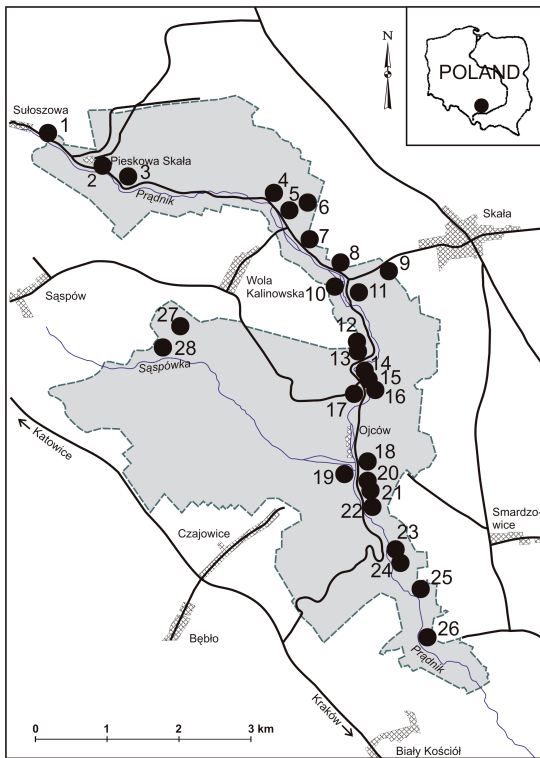 N
POLAND
Sułoszowa
1
2
Pieskowa Skała
3
Prądnik
4
5
6
7
8
9
Skała
10
11
Wola
Kalinowska
Sąspów
27
28
Sąspówka
12
13
14
15
16
17
Ojców
Katowice
18
19
20
21
22
Smardzo-
wice
Czajowice
23
24
25
Bębło
26
Prądnik
Kraków
Biały Kościół
0 1 2 3 km